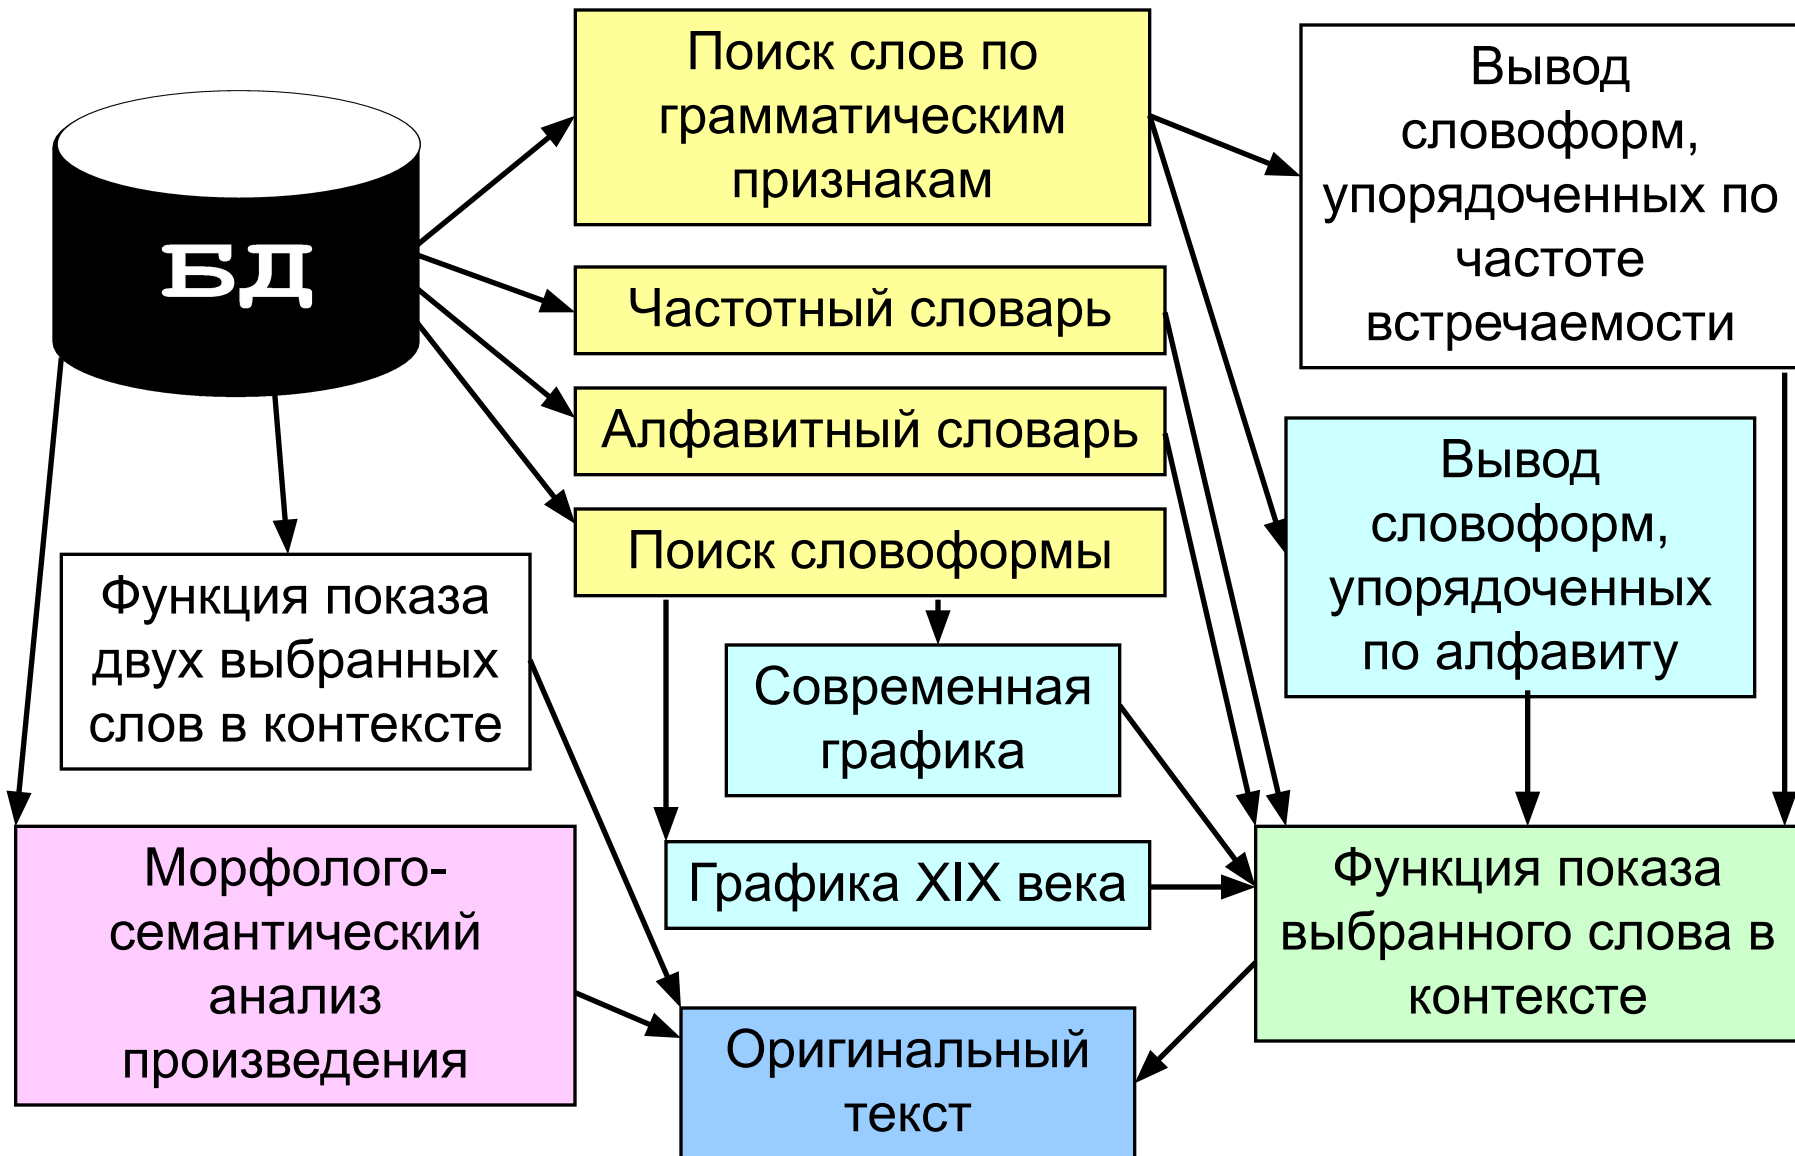 БД
Поиск слов по
грамматическим
признакам
Вывод
словоформ,
упорядоченных по
частоте
встречаемости
Частотный словарь
Алфавитный словарь
Поиск словоформы
Вывод
словоформ,
упорядоченных
по алфавиту
Функция показа
двух выбранных
слов в контексте
Современная
графика
Графика XIX века
Морфолого-
семантический
анализ
произведения
Функция показа
выбранного слова в
контексте
Оригинальный
текст